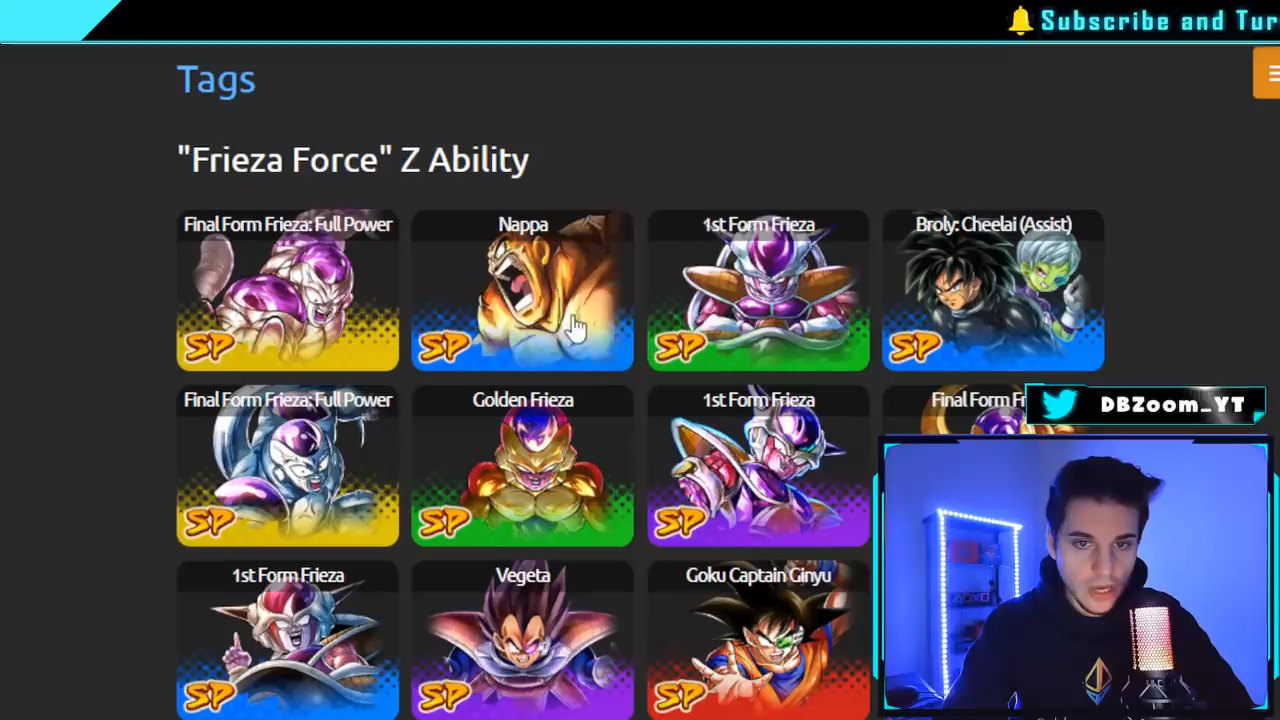 🔔 Subscribe and Tur
Tags
"Frieza Force" Z Ability
Final Form Frieza: Full Power
Nappa
1st Form Frieza
Broly: Cheelai (Assist)
SP
SP
SP
SP
Final Form Frieza: Full Power
Golden Frieza
1st Form Frieza
Final Form Fr
DBZoom_YT
SP
SP
SP
1st Form Frieza
Vegeta
Goku Captain Ginyu
SP
SP
SP